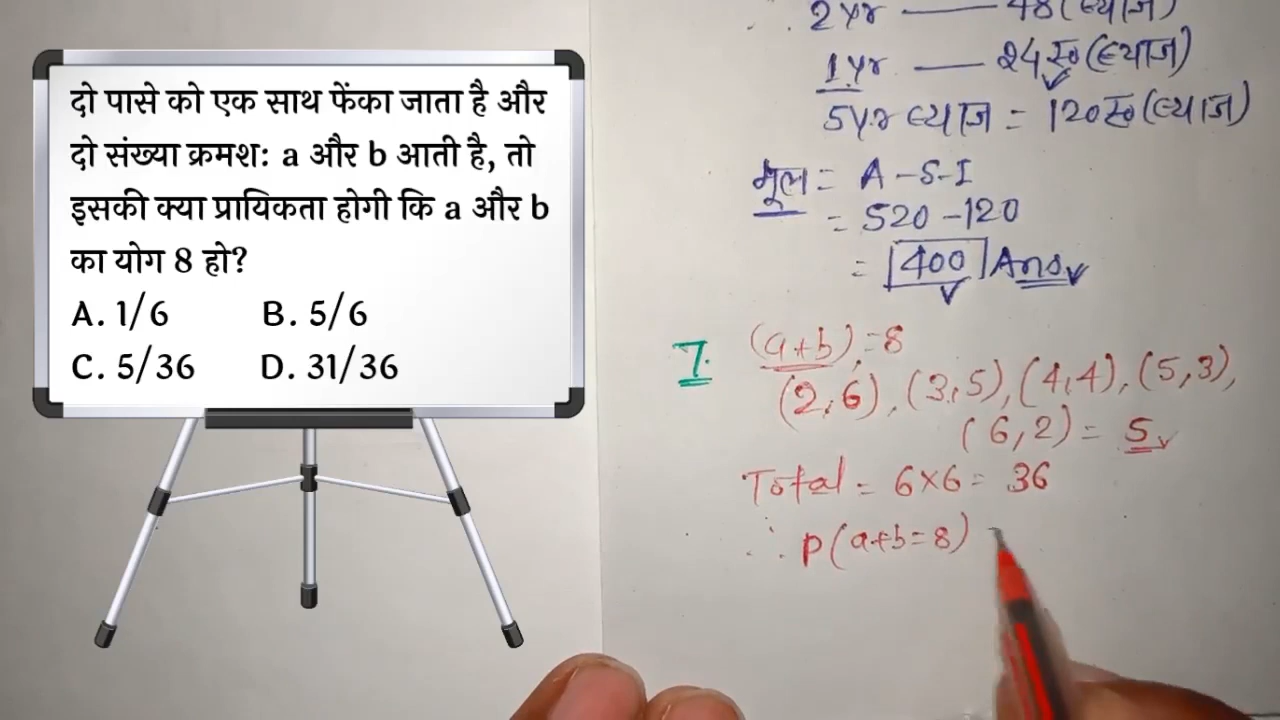 दो पासे को एक साथ फेंका जाता है और
दो संख्या क्रमश: a और b आती है, तो
इसकी क्या प्रायिकता होगी कि a और b
का योग 8 हो?
A. 1/6 B. 5/6
C. 5/36 D. 31/36
∴ 2yr — 48 (ब्याज)
1yr — 24रू (ब्याज)
5yr ब्याज = 120रू (ब्याज)
मूल = A-S-I
= 520-120
= 400 Ans
7. (a+b) = 8
(2,6), (3,5), (4,4), (5,3),
(6,2) = 5
Total = 6×6 = 36
∴ P(a+b=8) =